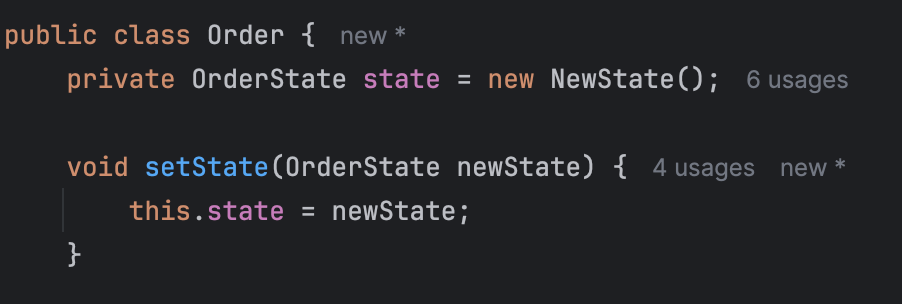 public class Order { new *
private OrderState state = new NewState(); 6 usages
void setState(OrderState newState) { 4 usages new *
this.state = newState;
}